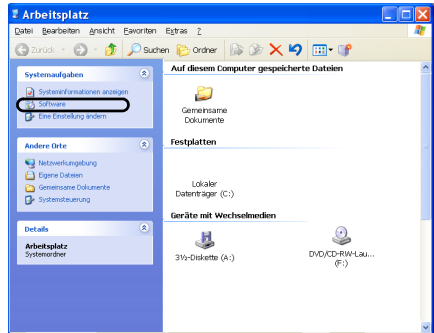 Arbeitsplatz
Datei Bearbeiten Ansicht Favoriten Extras ?
Zurück Suchen Ordner
Systemaufgaben
Systeminformationen anzeigen
Software
Eine Einstellung ändern
Andere Orte
Netzwerkumgebung
Eigene Dateien
Gemeinsame Dokumente
Systemsteuerung
Details
Arbeitsplatz
Systemordner
Auf diesem Computer gespeicherte Dateien
Gemeinsame
Dokumente
Festplatten
Lokaler
Datenträger (C:)
Geräte mit Wechselmedien
3½-Diskette (A:)
DVD/CD-RW-Lau...
(F:)